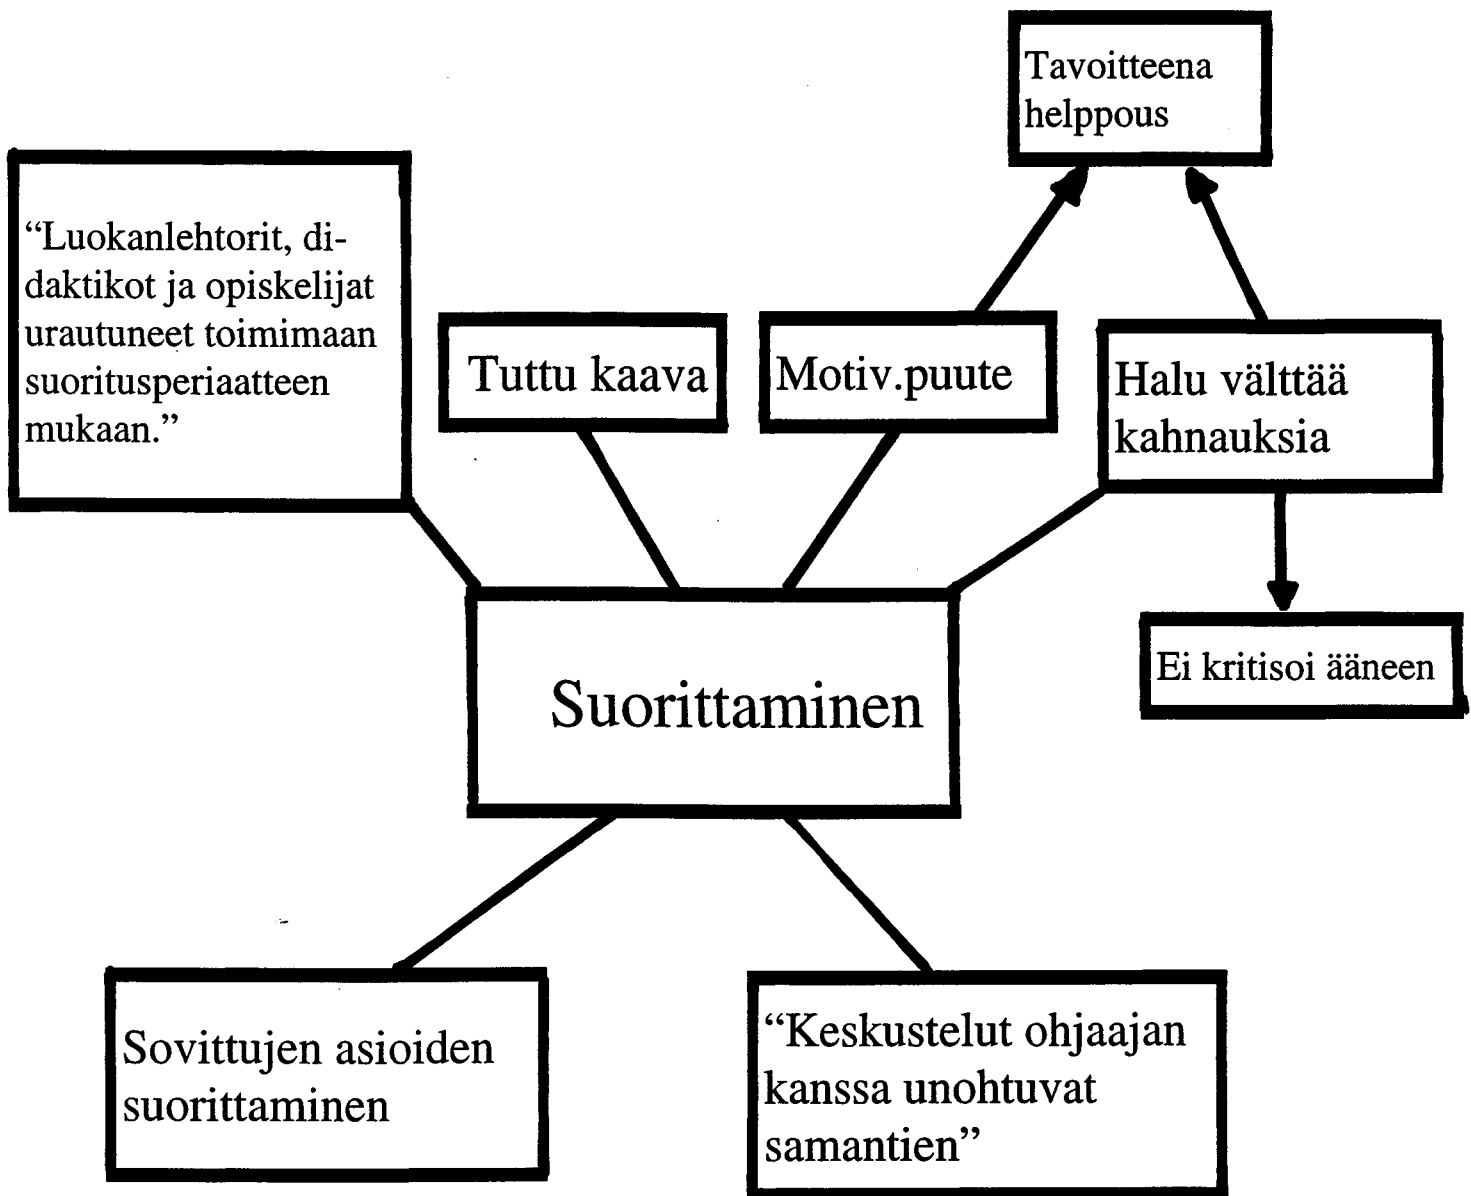 Tavoitteena
helppous
“Luokanlehtorit, di-
daktikot ja opiskelijat
urautuneet toimimaan
suoritusperiaatteen
mukaan.”
Tuttu kaava
Motiv.puute
Halu välttää
kahnauksia
Ei kritisoi ääneen
Suorittaminen
Sovittujen asioiden
suorittaminen
“Keskustelut ohjaajan
kanssa unohtuvat
samantien”